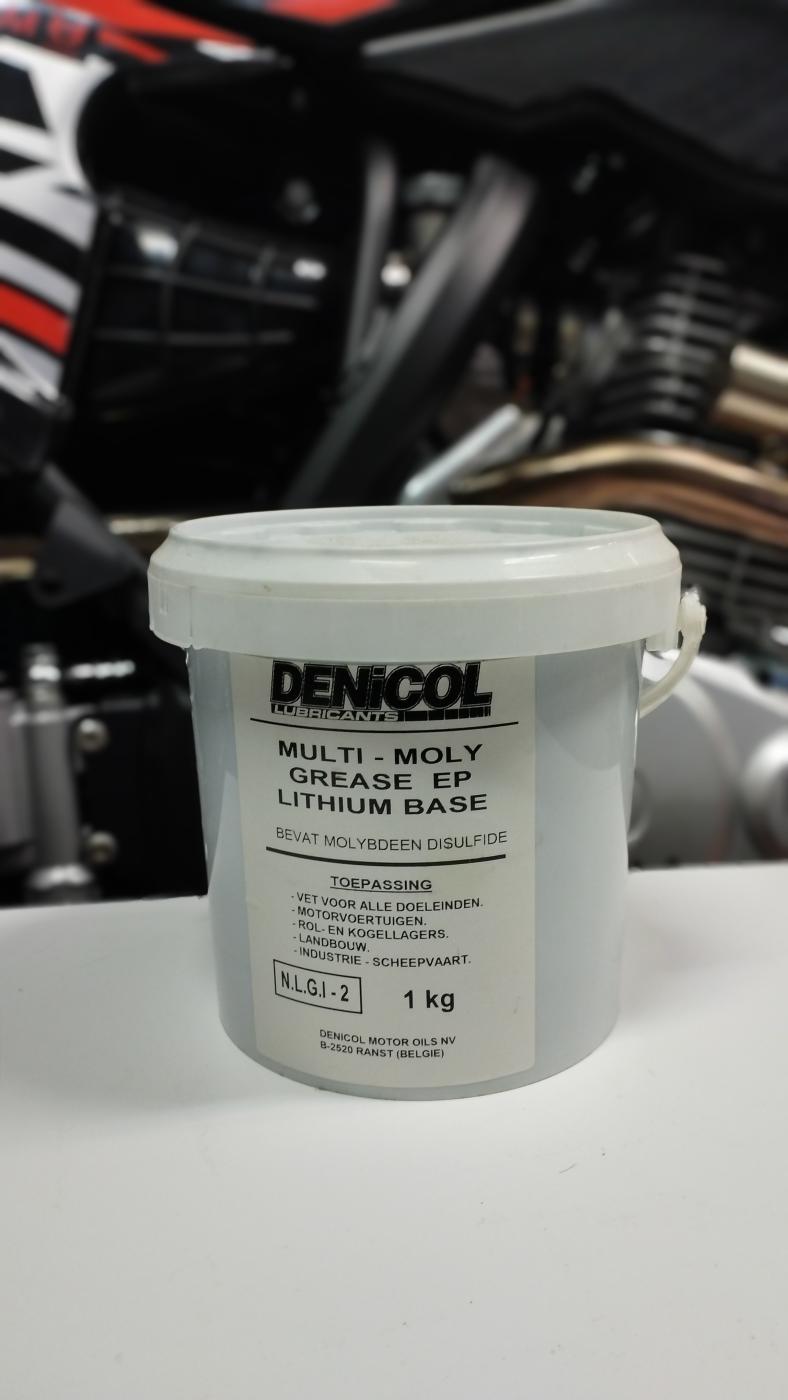 DENiCOL
LUBRICANTS
MULTI - MOLY
GREASE EP
LITHIUM BASE
BEVAT MOLYBDEEN DISULFIDE
TOEPASSING
- VET VOOR ALLE DOELEINDEN.
- MOTORVOERTUIGEN.
- ROL- EN KOGELLAGERS.
- LANDBOUW.
- INDUSTRIE - SCHEEPVAART.
N.L.G.I - 2
1 kg
DENICOL MOTOR OILS NV
B-2520 RANST (BELGIE)